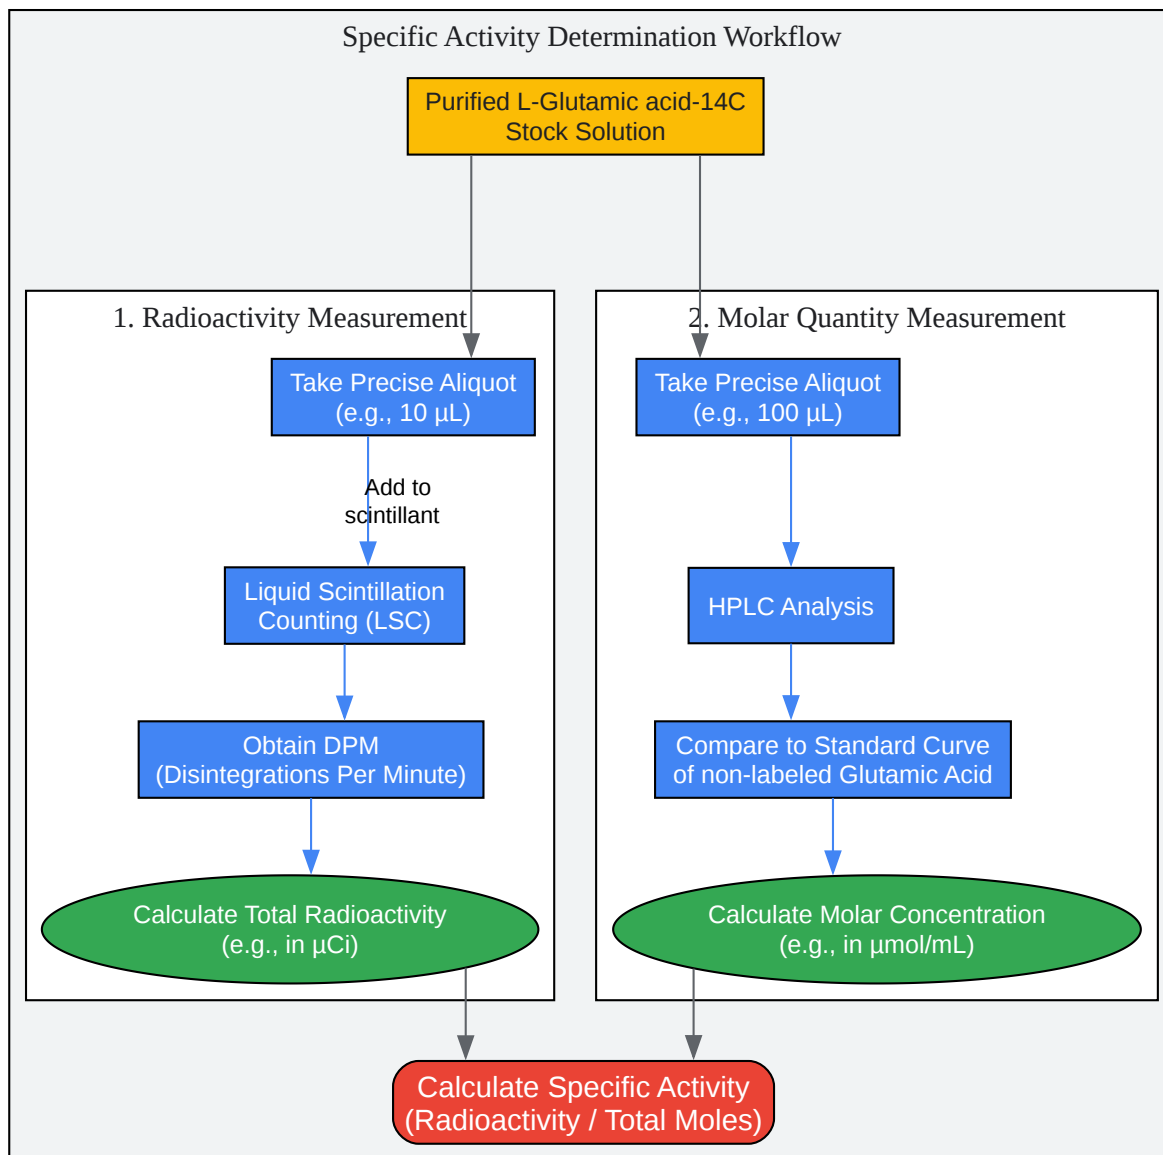 Specific Activity Determination Workflow
Purified L-Glutamic acid-14C
Stock Solution
1. Radioactivity Measurement
Take Precise Aliquot
(e.g., 10 µL)
Add to
scintillant
Liquid Scintillation
Counting (LSC)
Obtain DPM
(Disintegrations Per Minute)
Calculate Total Radioactivity
(e.g., in µCi)
2. Molar Quantity Measurement
Take Precise Aliquot
(e.g., 100 µL)
HPLC Analysis
Compare to Standard Curve
of non-labeled Glutamic Acid
Calculate Molar Concentration
(e.g., in µmol/mL)
Calculate Specific Activity
(Radioactivity / Total Moles)